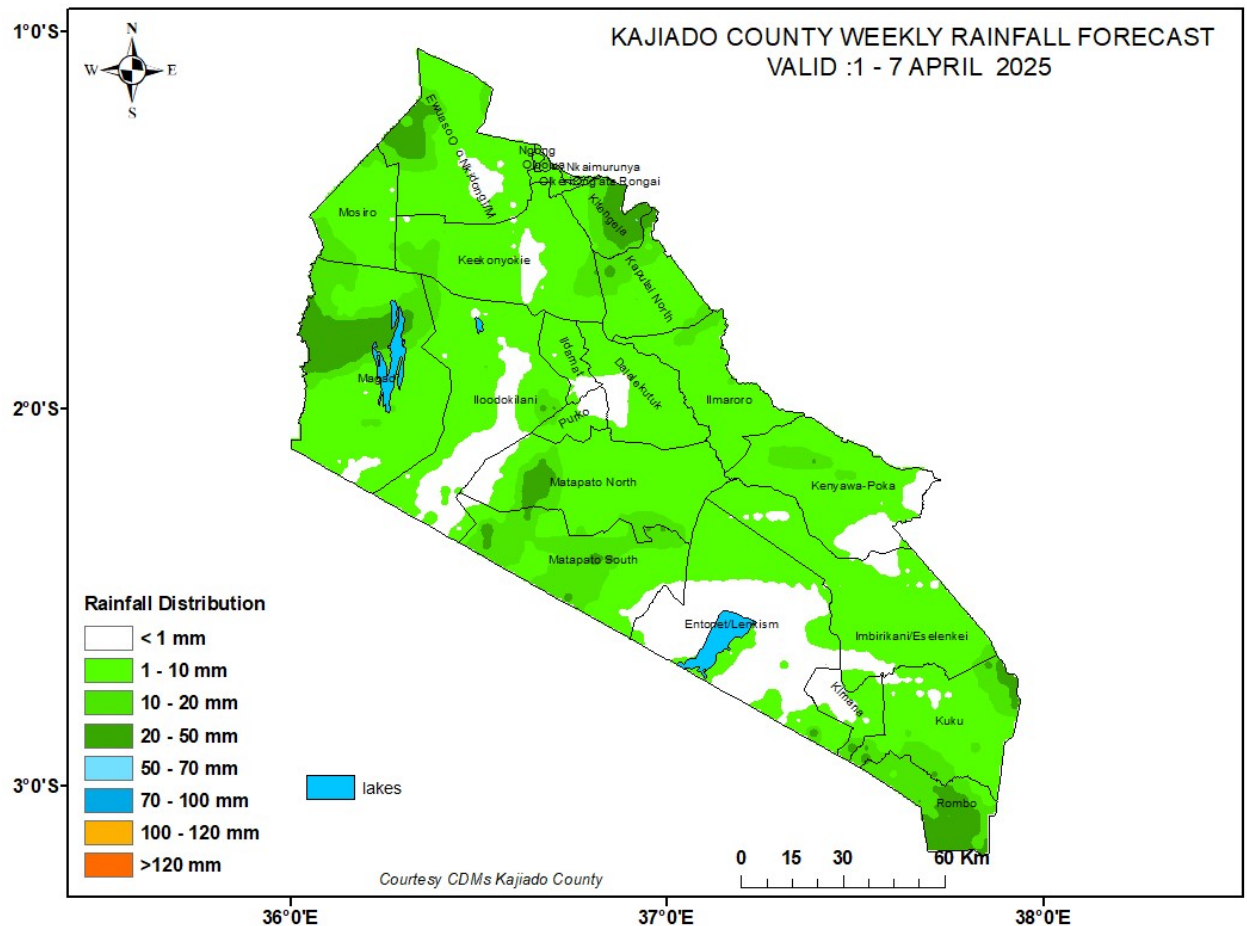 KAJIADO COUNTY WEEKLY RAINFALL FORECAST
VALID :1 - 7 APRIL 2025
1°0'S
2°0'S
3°0'S
N
W
E
S
Ngong
Nkaimurunya
Rongai
Kitengela
Mosiro
Keekonyokie
Kaputei North
Magadi
Iloodokilani
Ildamat
Purko
Dalalekutuk
Ilmaroro
Matapato North
Kenyawa-Poka
Matapato South
Entonet/Lenkism
Imbirikani/Eselenkei
Kimana
Kuku
Rombo
Rainfall Distribution
< 1 mm
1 - 10 mm
10 - 20 mm
20 - 50 mm
50 - 70 mm
70 - 100 mm
100 - 120 mm
>120 mm
lakes
Courtesy CDMs Kajiado County
0 15 30 60 Km
36°0'E
37°0'E
38°0'E